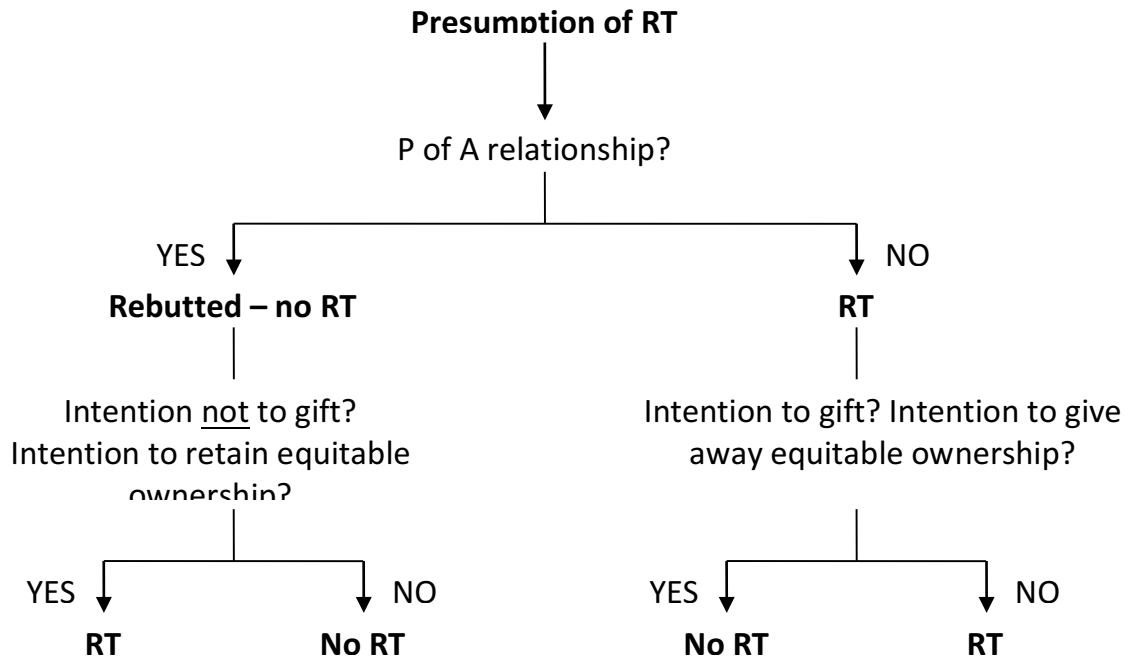 Presumption of RT
P of A relationship?
YES
NO
Rebutted – no RT
RT
Intention not to gift?
Intention to retain equitable
ownership?
Intention to gift? Intention to give
away equitable ownership?
YES
NO
YES
NO
RT
No RT
No RT
RT